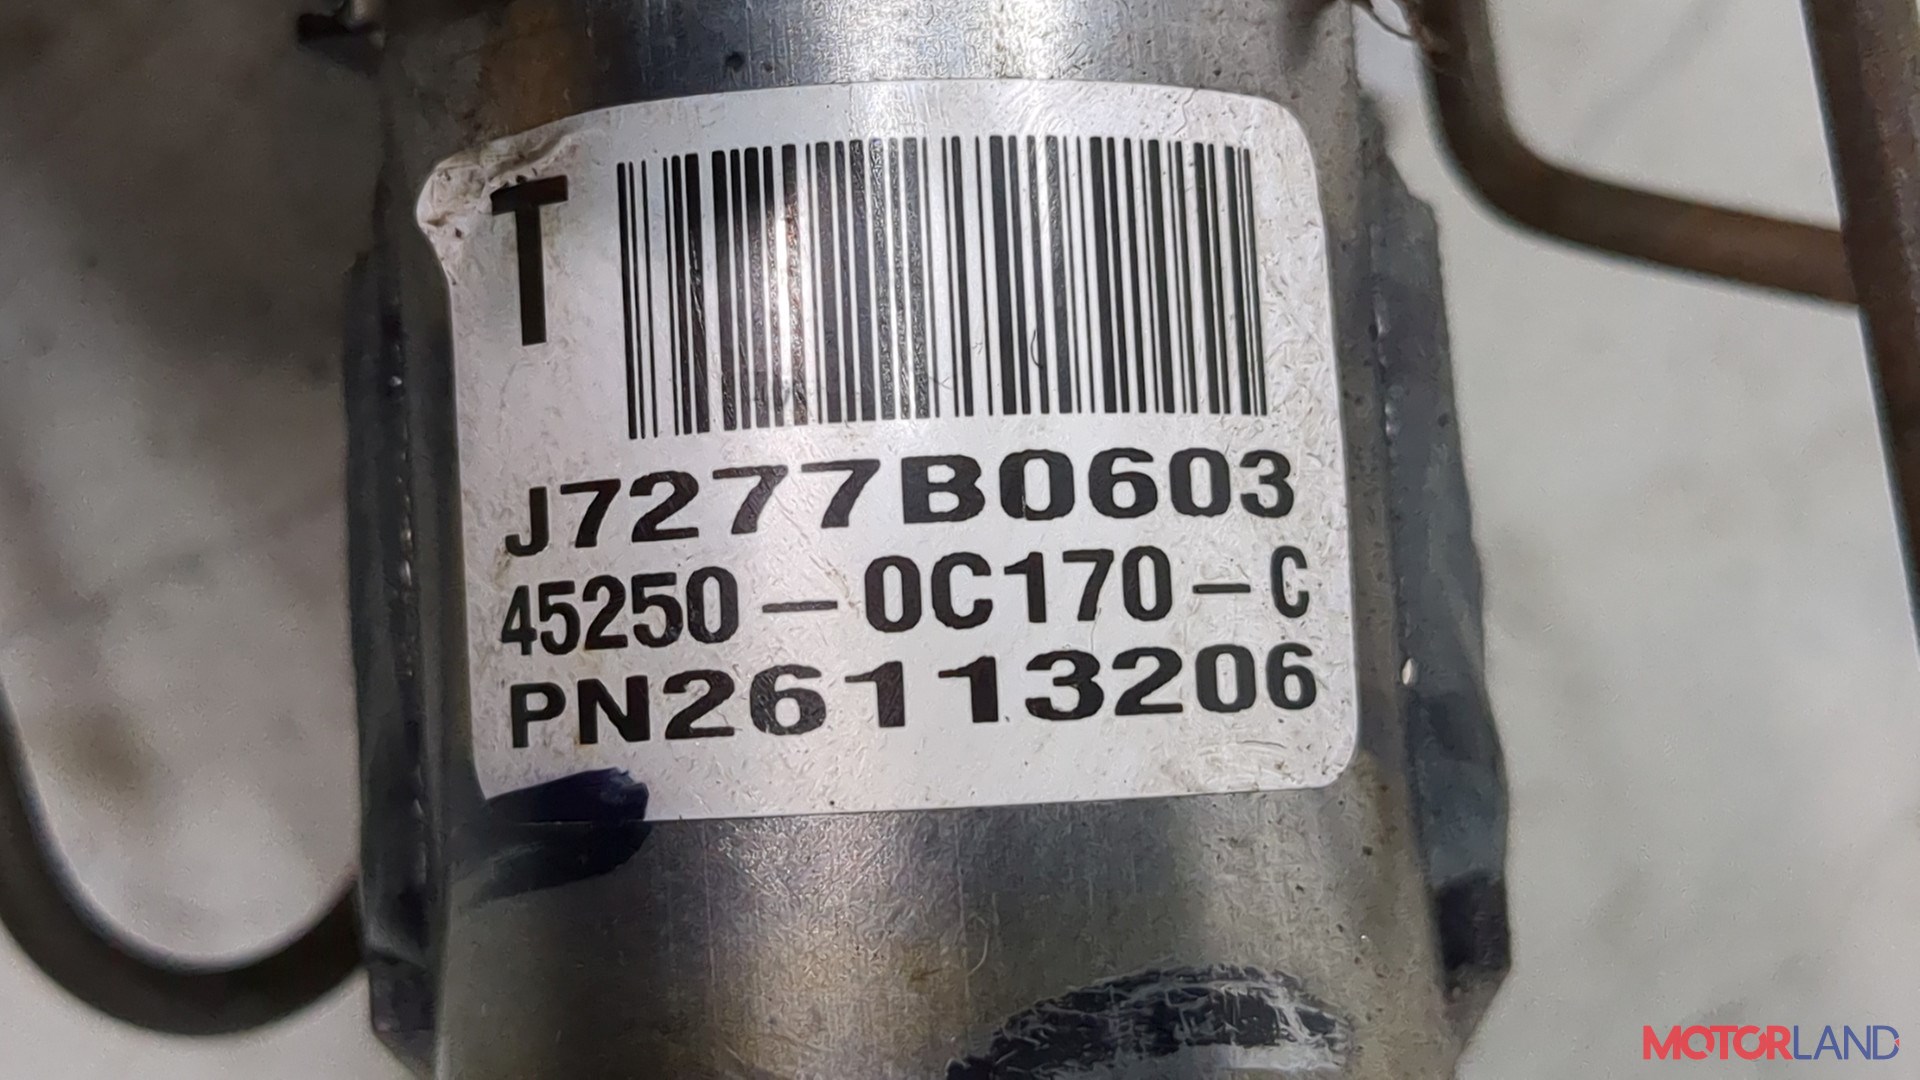 T
J7277B0603
45250-0C170-C
PN26113206
MOTORLAND